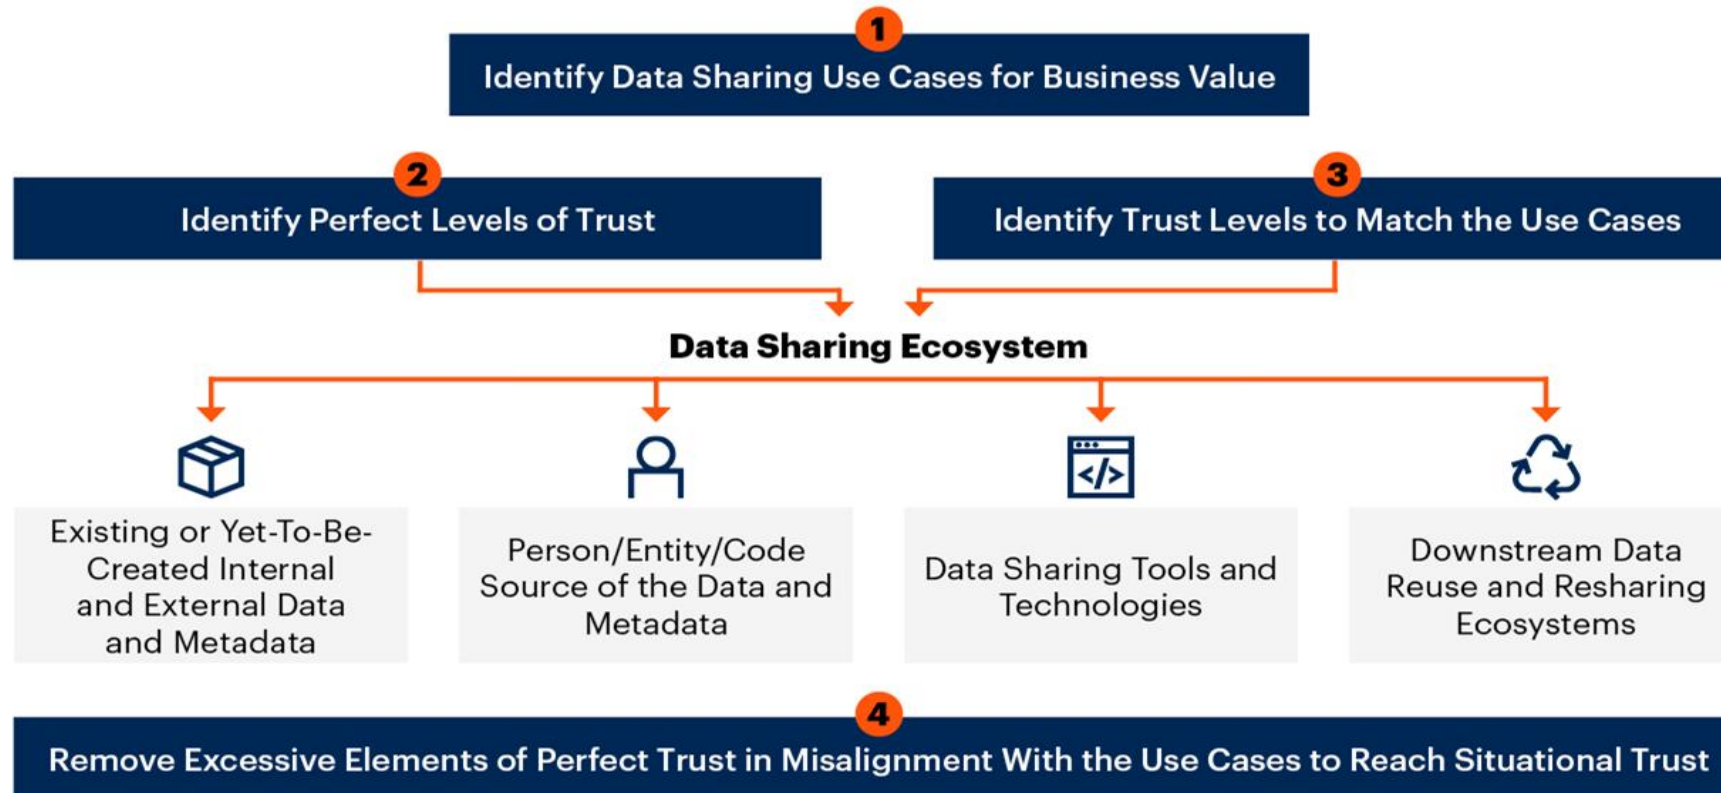 1
Identify Data Sharing Use Cases for Business Value
2
Identify Perfect Levels of Trust
3
Identify Trust Levels to Match the Use Cases
Data Sharing Ecosystem
</>
Existing or Yet-To-Be-
Created Internal
and External Data
and Metadata
Person/Entity/Code
Source of the Data and
Metadata
Data Sharing Tools and
Technologies
Downstream Data
Reuse and Resharing
Ecosystems
4
Remove Excessive Elements of Perfect Trust in Misalignment With the Use Cases to Reach Situational Trust